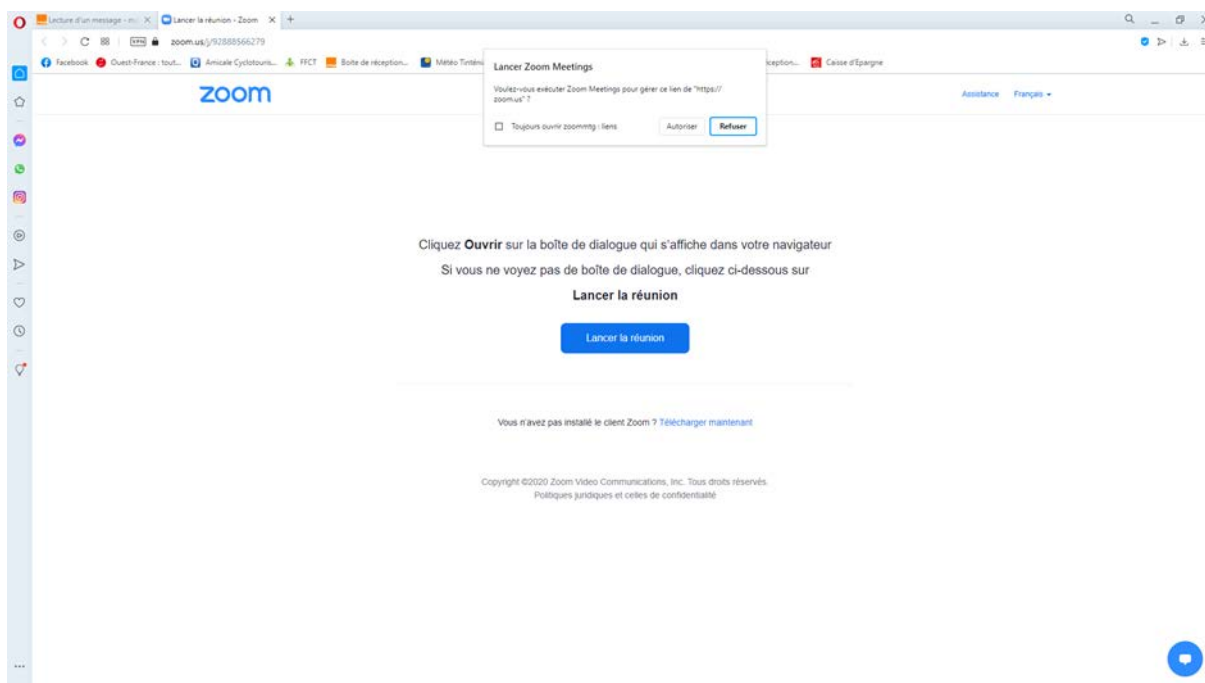 Lecture d'un message - m
Lancer la réunion - Zoom
VPN
zoom.us/j/92888566279
Facebook
Ouest-France : tout...
Amicale Cyclotouris...
FFCT
Boite de réception...
Météo Tinténi
ception...
Caisse d'Epargne
zoom
Assistance
Français
Lancer Zoom Meetings
Voulez-vous exécuter Zoom Meetings pour gérer ce lien de "https://
zoom.us" ?
Toujours ouvrir zoommtg : liens
Autoriser
Refuser
Cliquez Ouvrir sur la boîte de dialogue qui s'affiche dans votre navigateur
Si vous ne voyez pas de boîte de dialogue, cliquez ci-dessous sur
Lancer la réunion
Lancer la réunion
Vous n'avez pas installé le client Zoom ? Télécharger maintenant
Copyright ©2020 Zoom Video Communications, Inc. Tous droits réservés.
Politiques juridiques et celles de confidentialité